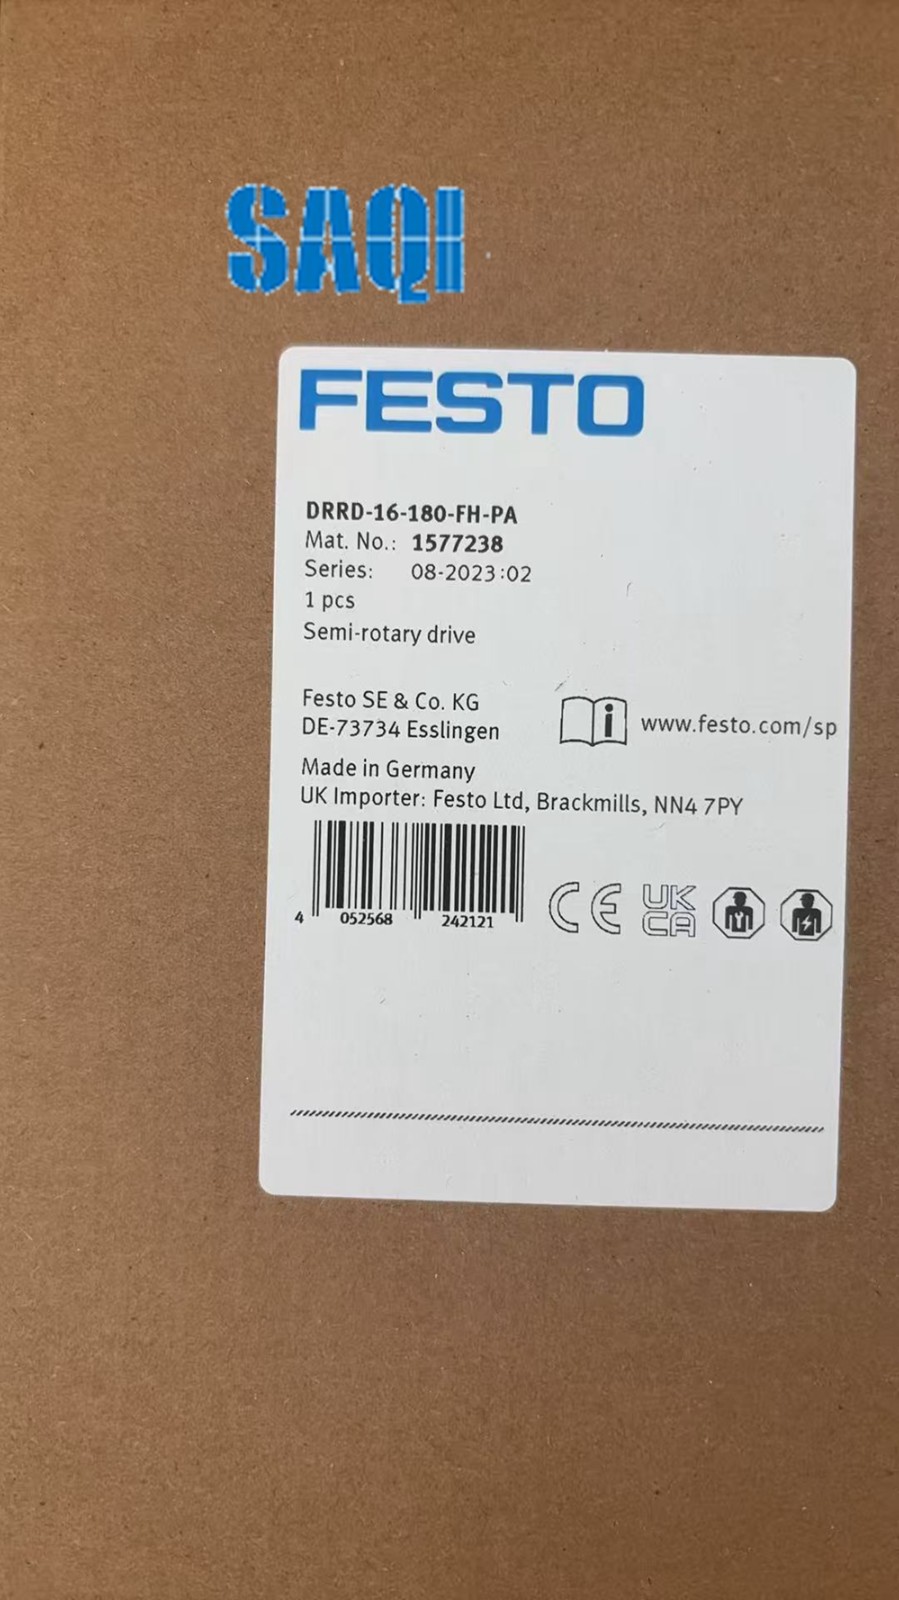 SAQI
FESTO
DRRD-16-180-FH-PA
Mat. No.: 1577238
Series: 08-2023:02
1 pcs
Semi-rotary drive
Festo SE & Co. KG
DE-73734 Esslingen
www.festo.com/sp
Made in Germany
UK Importer: Festo Ltd, Brackmills, NN4 7PY
4 052568 242121
CE UK CA